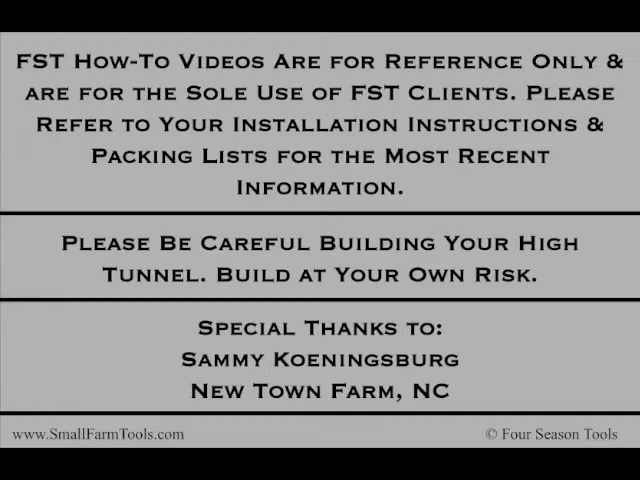 FST How-To Videos Are for Reference Only &
are for the Sole Use of FST Clients. Please
Refer to Your Installation Instructions &
Packing Lists for the Most Recent
Information.
Please Be Careful Building Your High
Tunnel. Build at Your Own Risk.
Special Thanks to:
Sammy Koeningsburg
New Town Farm, NC
www.SmallFarmTools.com
© Four Season Tools